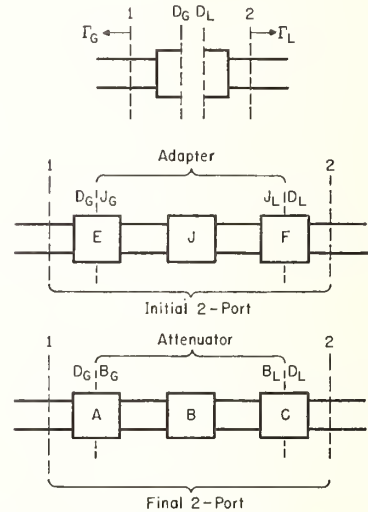 1 D_G D_L 2
Γ_G Γ_L
Adapter
1 2
D_G J_G J_L D_L
E J F
Initial 2-Port
Attenuator
1 2
D_G B_G B_L D_L
A B C
Final 2-Port